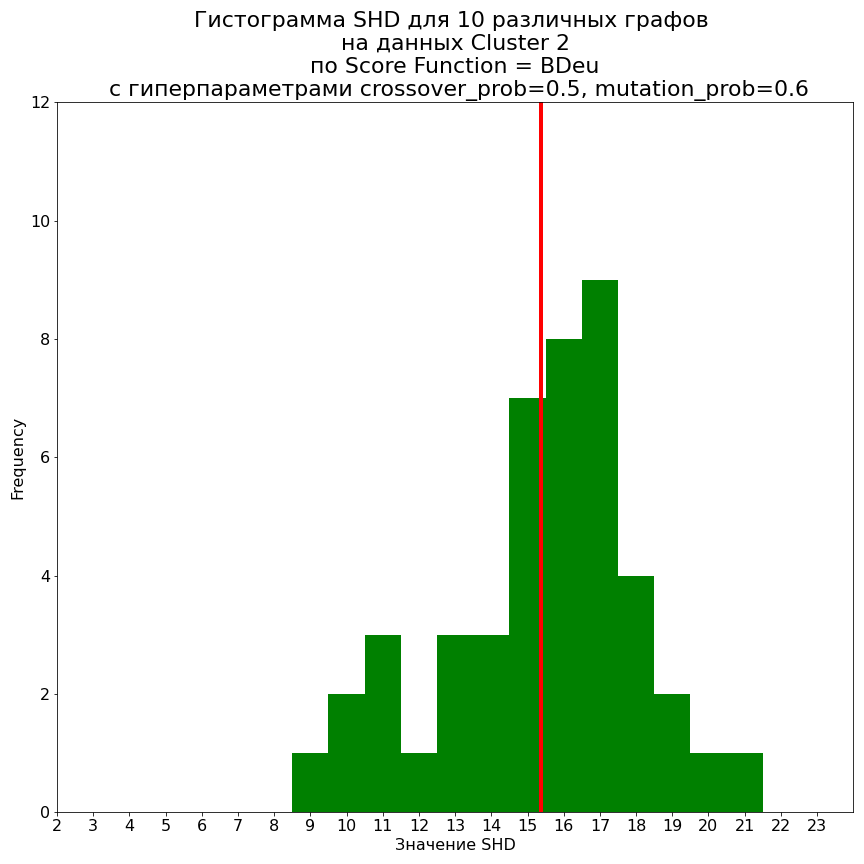 Гистограмма SHD для 10 различных графов
на данных Cluster 2
по Score Function = BDeu
с гиперпараметрами crossover_prob=0.5, mutation_prob=0.6
12
10
8
6
4
2
0
Frequency
2 3 4 5 6 7 8 9 10 11 12 13 14 15 16 17 18 19 20 21 22 23
Значение SHD